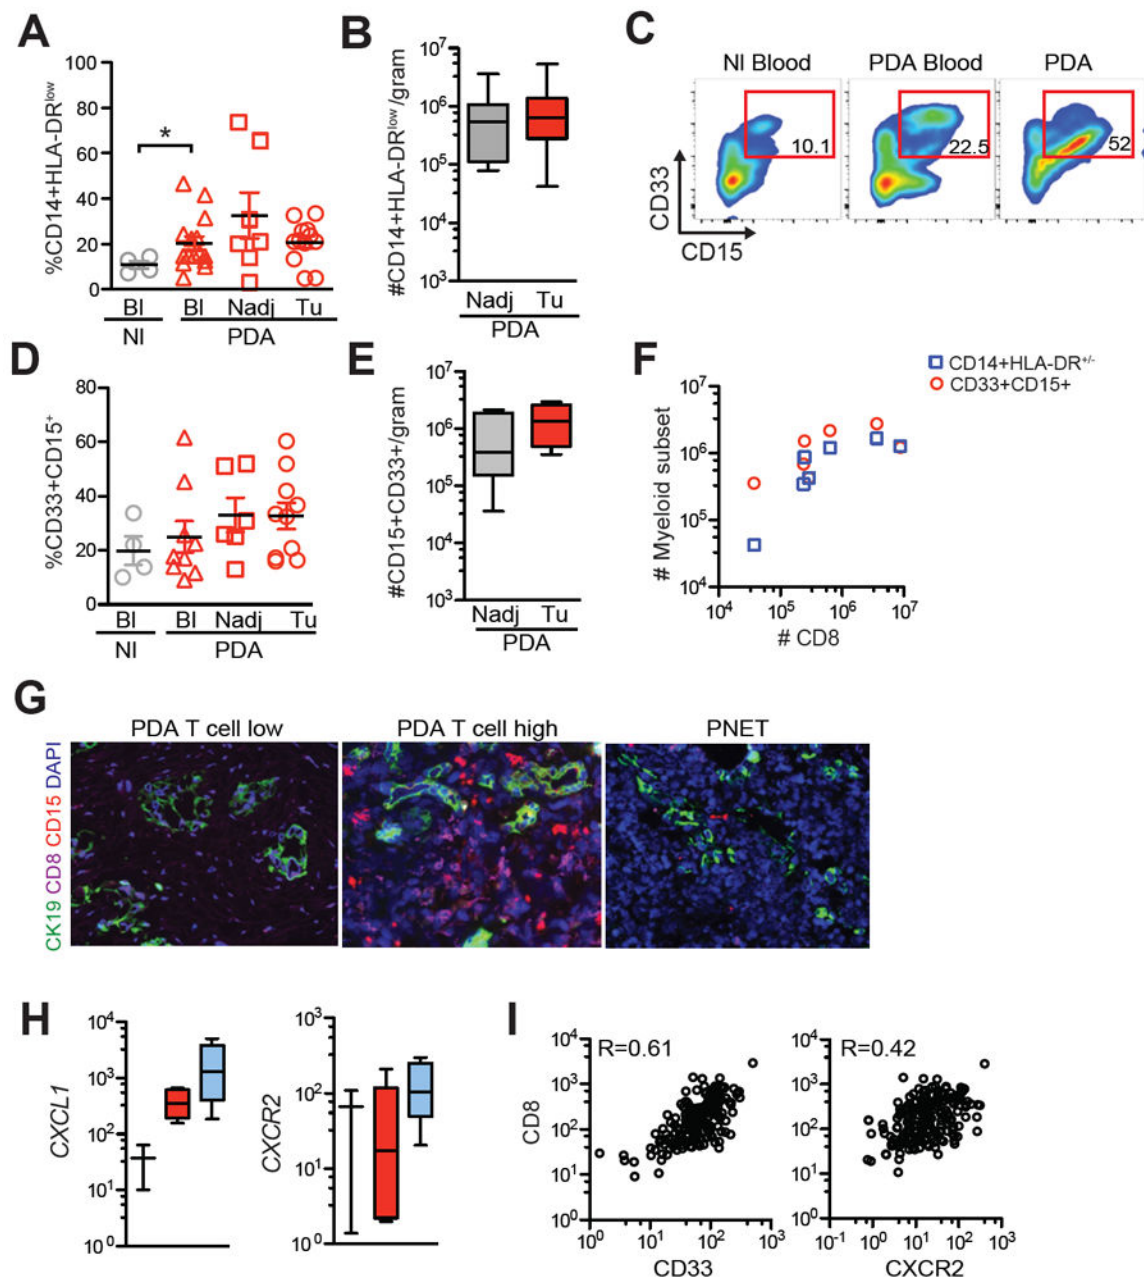 A
%CD14+HLA-DRlow
100
80
60
40
20
0
*
Bl Bl Nadj Tu
NI PDA
B
#CD14+HLA-DRlow/gram
10⁷
10⁶
10⁵
10⁴
10³
Nadj Tu
PDA
C
NI Blood PDA Blood PDA
10.1 22.5 52
CD33
CD15
D
%CD33+CD15⁺
80
60
40
20
0
Bl Bl Nadj Tu
NI PDA
E
#CD15+CD33+/gram
10⁷
10⁶
10⁵
10⁴
10³
Nadj Tu
PDA
F
CD14+HLA-DR⁺/⁻
CD33+CD15+
# Myeloid subset
10⁷
10⁶
10⁵
10⁴
10⁴ 10⁵ 10⁶ 10⁷
# CD8
G
PDA T cell low PDA T cell high PNET
CK19 CD8 CD15 DAPI
H
CXCL1
10⁴
10³
10²
10¹
10⁰
CXCR2
10³
10²
10¹
10⁰
I
CD8
R=0.61
10⁴
10³
10²
10¹
10⁰
10⁰ 10¹ 10² 10³
CD33
R=0.42
10⁴
10³
10²
10¹
10⁰
10⁻¹ 10⁰ 10¹ 10² 10³
CXCR2